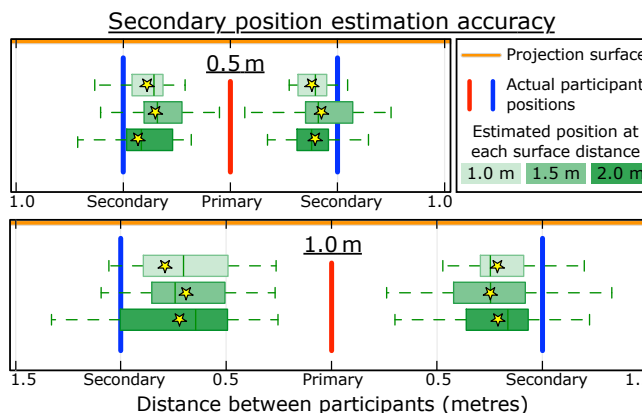 Secondary position estimation accuracy
0.5 m
1.0 Secondary Primary Secondary 1.0
Projection surface
Actual participant
positions
Estimated position at
each surface distance
1.0 m 1.5 m 2.0 m
1.0 m
1.5 Secondary 0.5 Primary 0.5 Secondary 1.
Distance between participants (metres)